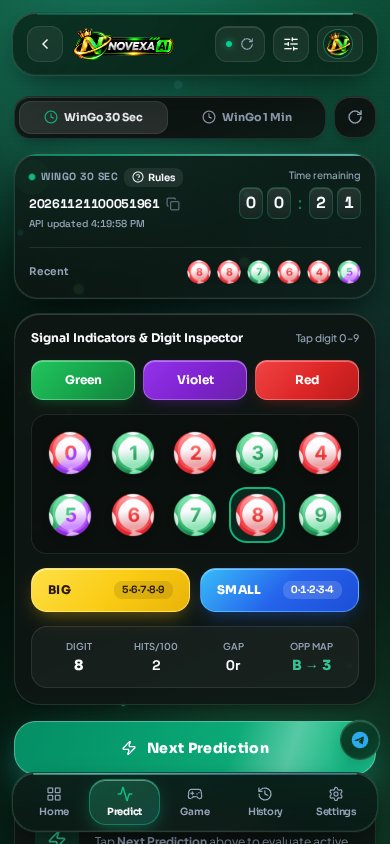 NOVEXA AI
WinGo 30 Sec
WinGo 1 Min
WINGO 30 SEC
Rules
Time remaining
20261121100051961
0 0 : 2 1
API updated 4:19:58 PM
Recent
8 8 7 6 4 5
Signal Indicators & Digit Inspector
Tap digit 0–9
Green Violet Red
0 1 2 3 4
5 6 7 8 9
BIG 5·6·7·8·9 SMALL 0·1·2·3·4
DIGIT HITS/100 GAP OPP MAP
8 2 0r B → 3
Next Prediction
Home Predict Game History Settings
Tap Next Prediction above to evaluate active